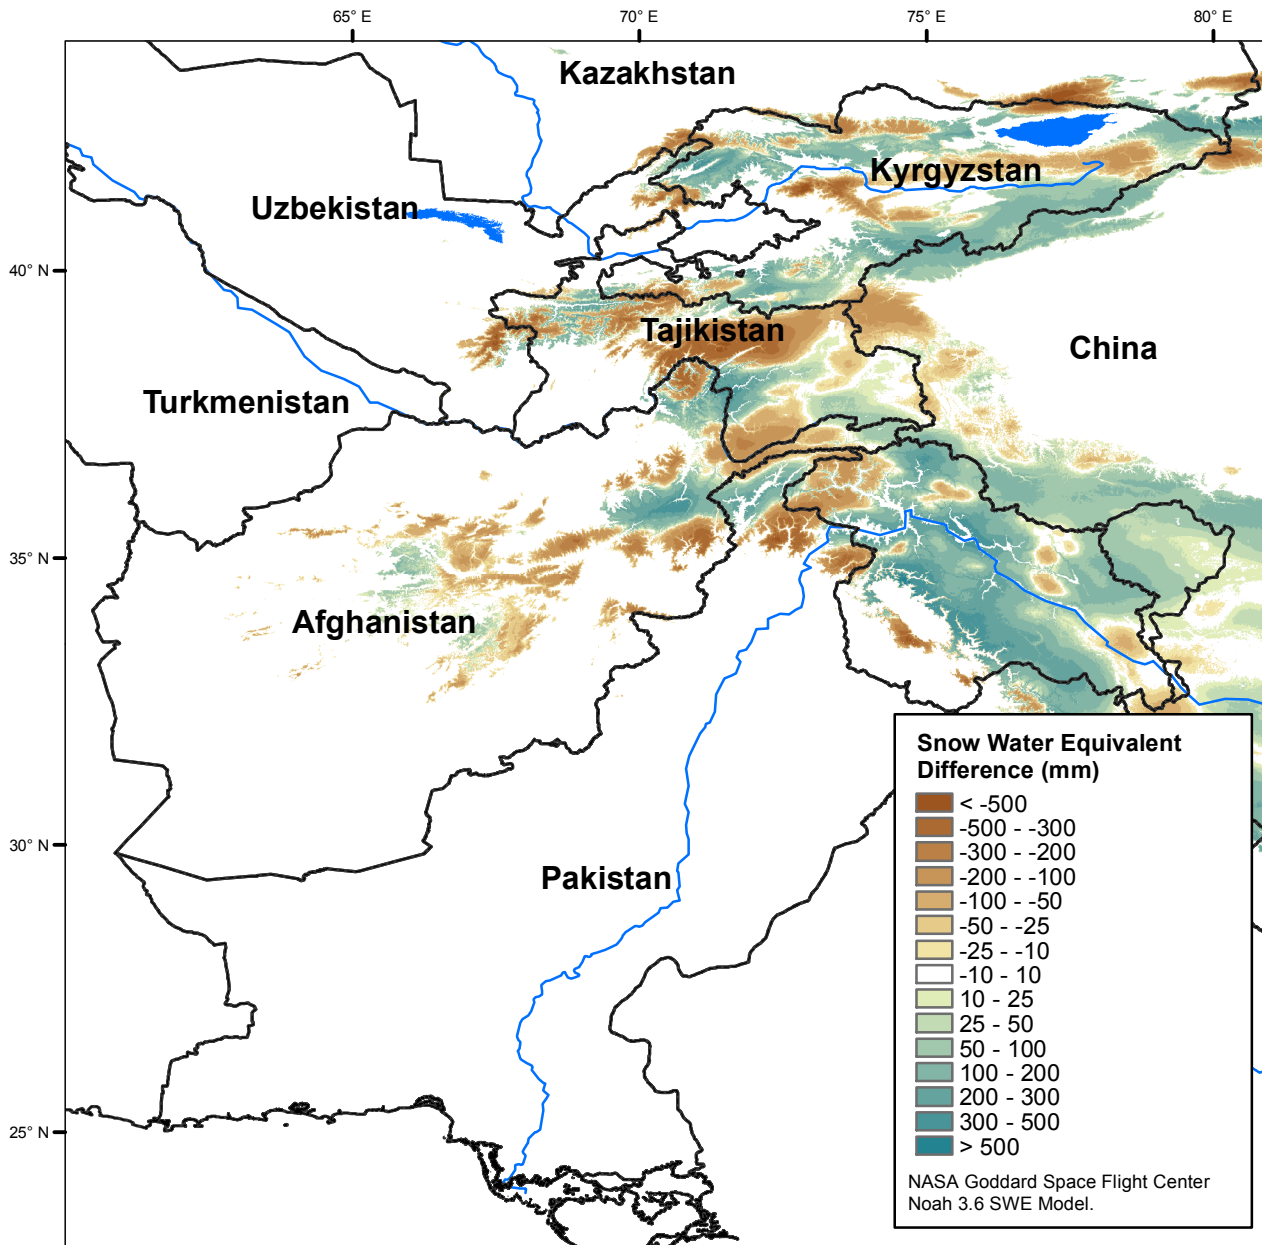 65° E
70° E
75° E
80° E
Kazakhstan
Kyrgyzstan
Uzbekistan
40° N
Tajikistan
China
Turkmenistan
35° N
Afghanistan
30° N
Pakistan
25° N
Snow Water Equivalent
Difference (mm)
< -500
-500 - -300
-300 - -200
-200 - -100
-100 - -50
-50 - -25
-25 - -10
-10 - 10
10 - 25
25 - 50
50 - 100
100 - 200
200 - 300
300 - 500
> 500
NASA Goddard Space Flight Center
Noah 3.6 SWE Model.